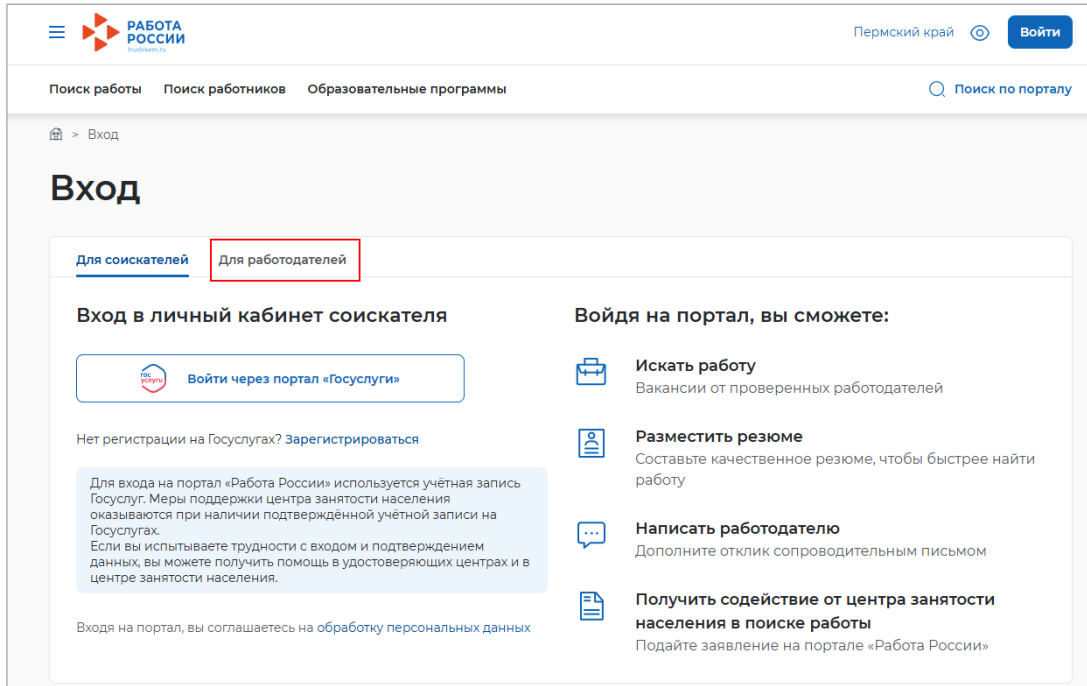 РАБОТА
РОССИИ
trudvsem.ru
Пермский край
Войти
Поиск работы Поиск работников Образовательные программы
Поиск по порталу
> Вход
Вход
Для соискателей Для работодателей
Вход в личный кабинет соискателя
гос
услуги
Войти через портал «Госуслуги»
Нет регистрации на Госуслугах? Зарегистрироваться
Для входа на портал «Работа России» используется учётная запись
Госуслуг. Меры поддержки центра занятости населения
оказываются при наличии подтверждённой учётной записи на
Госуслугах.
Если вы испытываете трудности с входом и подтверждением
данных, вы можете получить помощь в удостоверяющих центрах и в
центре занятости населения.
Входя на портал, вы соглашаетесь на обработку персональных данных
Войдя на портал, вы сможете:
Искать работу
Вакансии от проверенных работодателей
Разместить резюме
Составьте качественное резюме, чтобы быстрее найти
работу
Написать работодателю
Дополните отклик сопроводительным письмом
Получить содействие от центра занятости
населения в поиске работы
Подайте заявление на портале «Работа России»